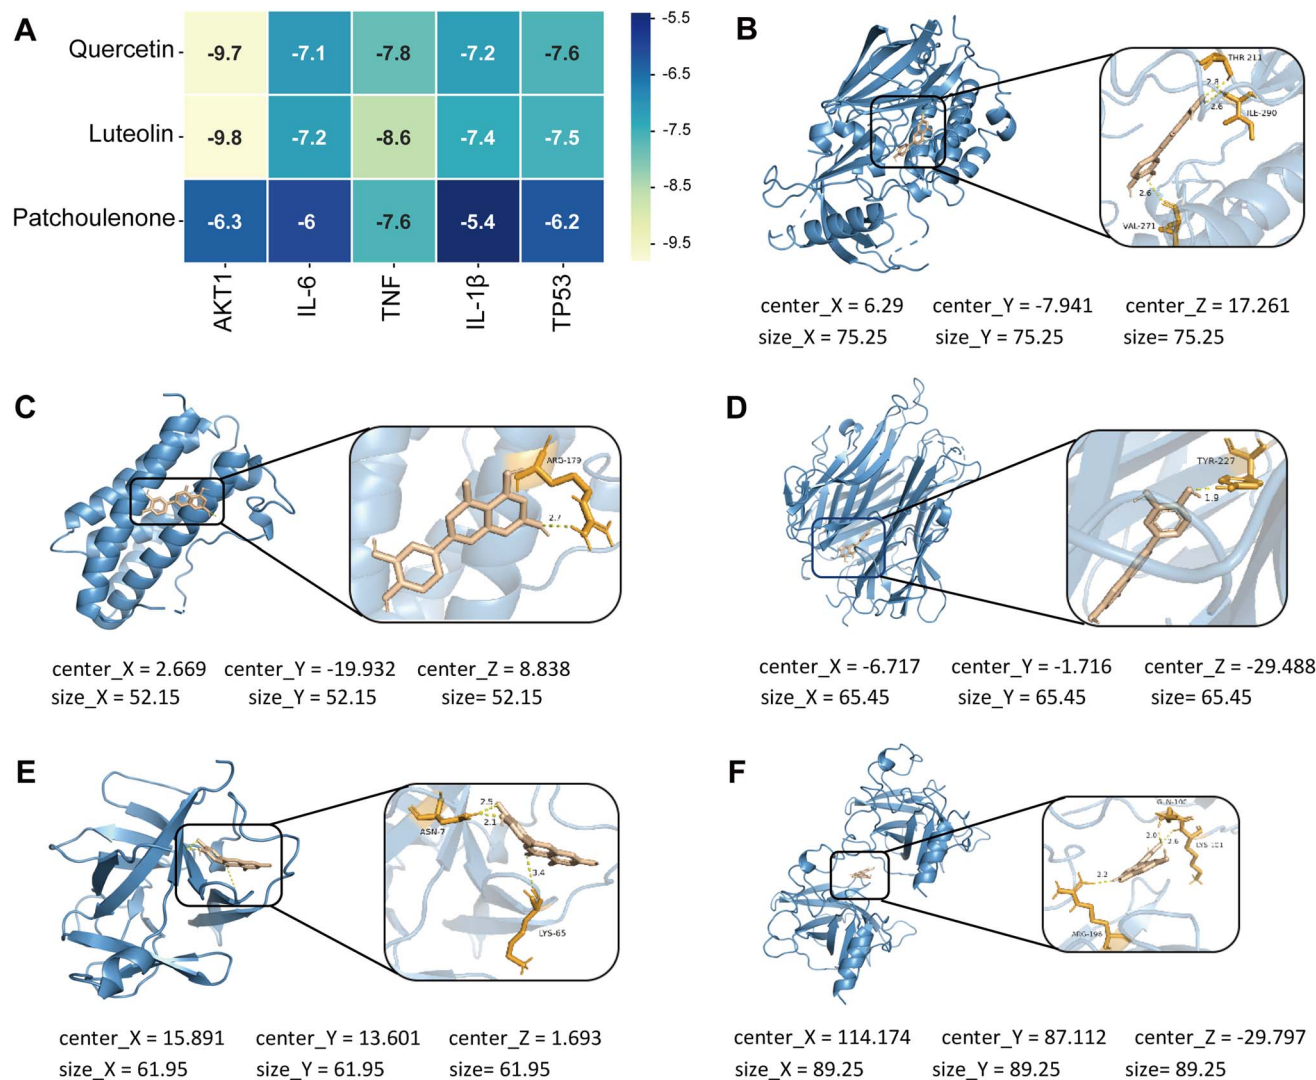 A
Quercetin
-9.7 -7.1 -7.8 -7.2 -7.6
Luteolin
-9.8 -7.2 -8.6 -7.4 -7.5
Patchoulenone
-6.3 -6 -7.6 -5.4 -6.2
AKT1 IL-6 TNF IL-1β TP53
-5.5
-6.5
-7.5
-8.5
-9.5
B
THR-211
2.8
2.6
ILE-290
2.6
VAL-271
center_X = 6.29 center_Y = -7.941 center_Z = 17.261
size_X = 75.25 size_Y = 75.25 size= 75.25
C
ARG-179
2.7
center_X = 2.669 center_Y = -19.932 center_Z = 8.838
size_X = 52.15 size_Y = 52.15 size= 52.15
D
TYR-227
1.9
center_X = -6.717 center_Y = -1.716 center_Z = -29.488
size_X = 65.45 size_Y = 65.45 size= 65.45
E
2.5
2.1
ASN-7
3.4
LYS-65
center_X = 15.891 center_Y = 13.601 center_Z = 1.693
size_X = 61.95 size_Y = 61.95 size= 61.95
F
2.0
2.6
LYS-101
2.2
ARG-196
center_X = 114.174 center_Y = 87.112 center_Z = -29.797
size_X = 89.25 size_Y = 89.25 size= 89.25